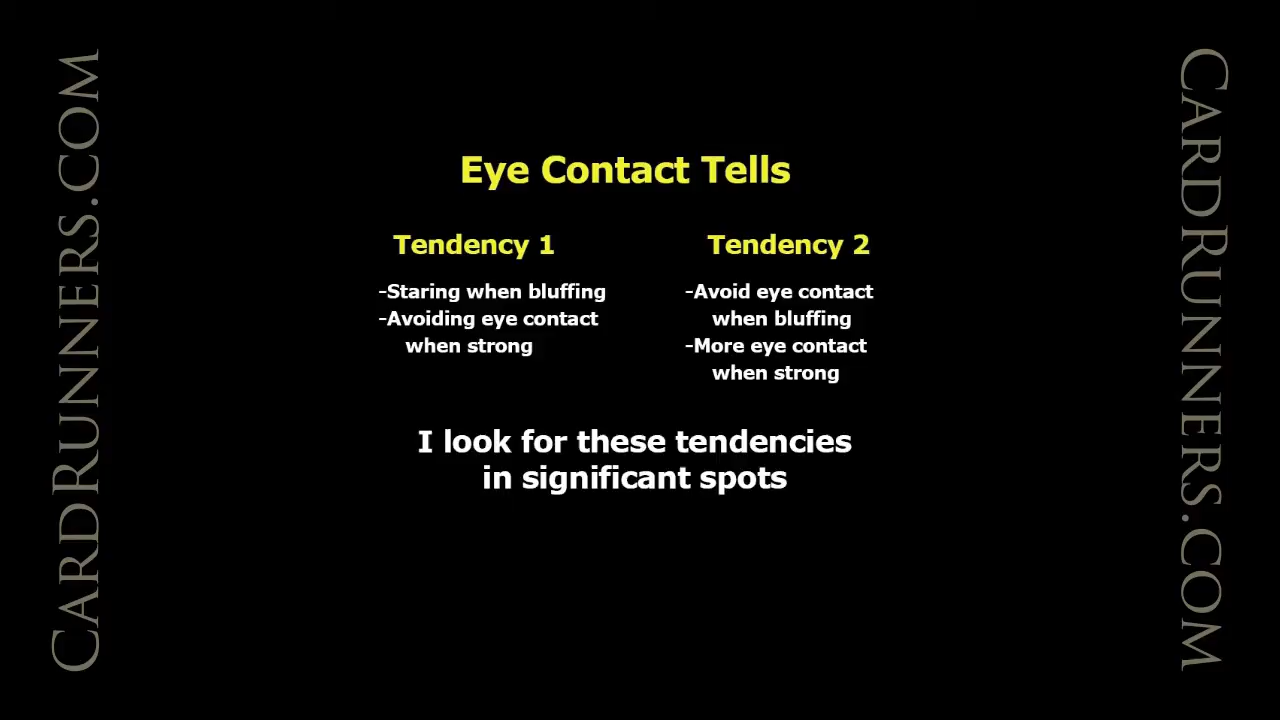 CARDRUNNERS.COM
Eye Contact Tells
Tendency 1
-Staring when bluffing
-Avoiding eye contact
when strong
Tendency 2
-Avoid eye contact
when bluffing
-More eye contact
when strong
I look for these tendencies
in significant spots
CARDRUNNERS.COM